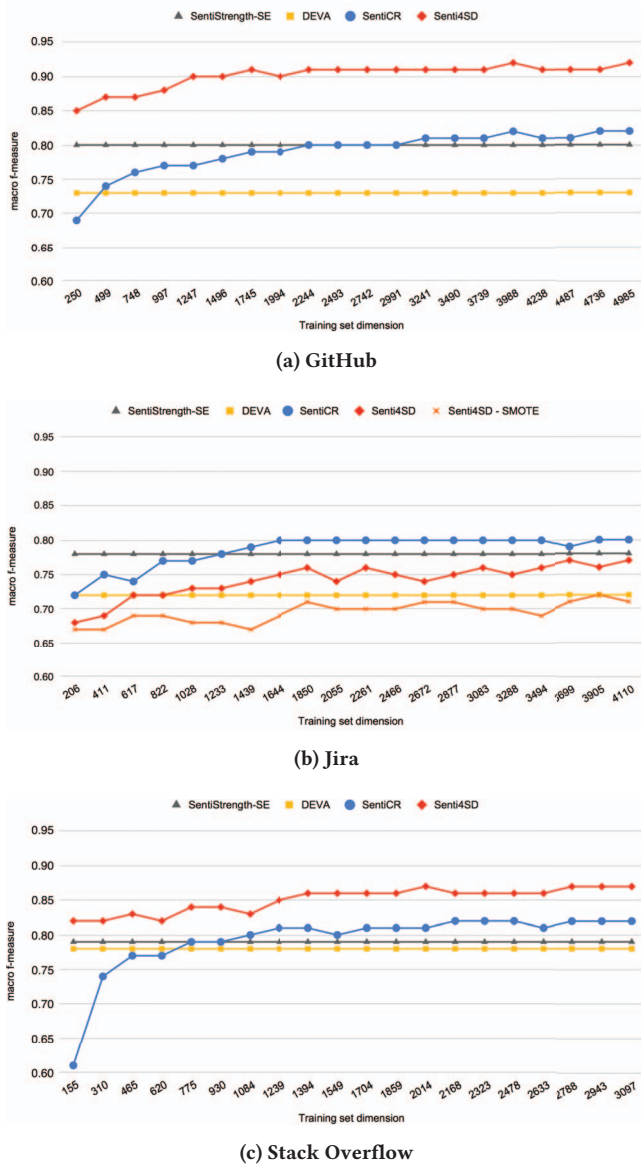 SentiStrength-SE DEVA SentiCR Senti4SD
0.95
0.90
0.85
0.80
0.75
0.70
0.65
0.60
macro f-measure
250 499 748 997 1247 1496 1745 1994 2244 2493 2742 2991 3241 3490 3739 3988 4238 4487 4736 4985
Training set dimension
(a) GitHub
SentiStrength-SE DEVA SentiCR Senti4SD Senti4SD - SMOTE
0.95
0.90
0.85
0.80
0.75
0.70
0.65
0.60
macro f-measure
206 411 617 822 1028 1233 1439 1644 1850 2055 2261 2466 2672 2877 3083 3288 3494 3699 3905 4110
Training set dimension
(b) Jira
SentiStrength-SE DEVA SentiCR Senti4SD
0.95
0.90
0.85
0.80
0.75
0.70
0.65
0.60
macro f-measure
155 310 465 620 775 930 1084 1239 1394 1549 1704 1859 2014 2168 2323 2478 2633 2788 2943 3097
Training set dimension
(c) Stack Overflow